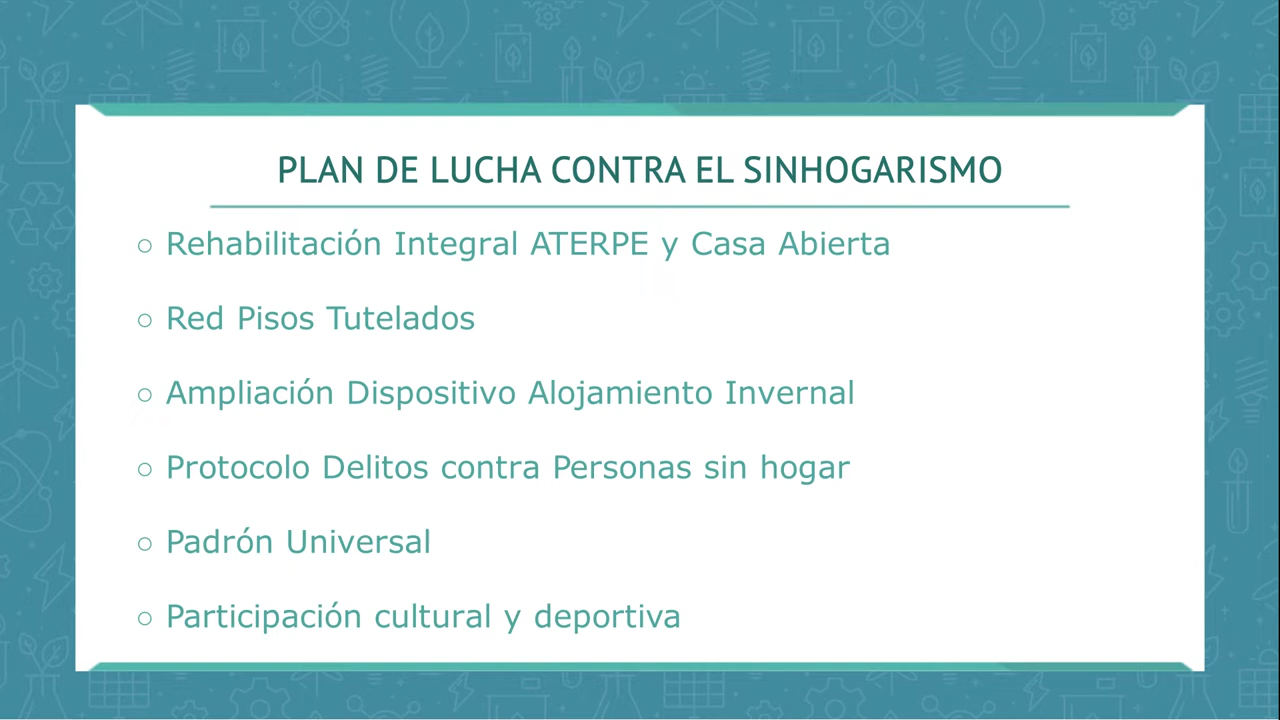 PLAN DE LUCHA CONTRA EL SINHOGARISMO
○ Rehabilitación Integral ATERPE y Casa Abierta
○ Red Pisos Tutelados
○ Ampliación Dispositivo Alojamiento Invernal
○ Protocolo Delitos contra Personas sin hogar
○ Padrón Universal
○ Participación cultural y deportiva